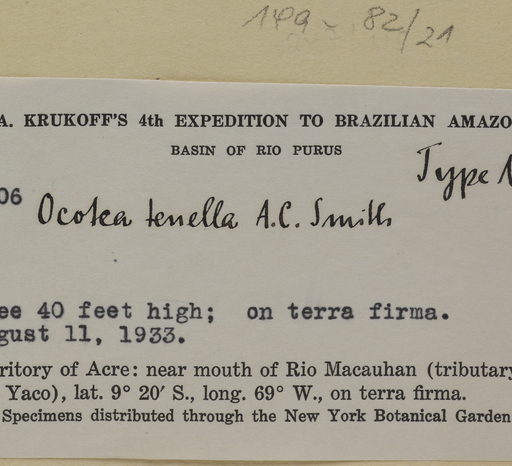 199- 82/21
A. KRUKOFF'S 4th EXPEDITION TO BRAZILIAN AMAZO
BASIN OF RIO PURUS
Type
06
Ocotea tenella A.C. Smith
ee 40 feet high; on terra firma.
gust 11, 1933.
ritory of Acre: near mouth of Rio Macauhan (tributary
Yaco), lat. 9° 20′ S., long. 69° W., on terra firma.
Specimens distributed through the New York Botanical Garden